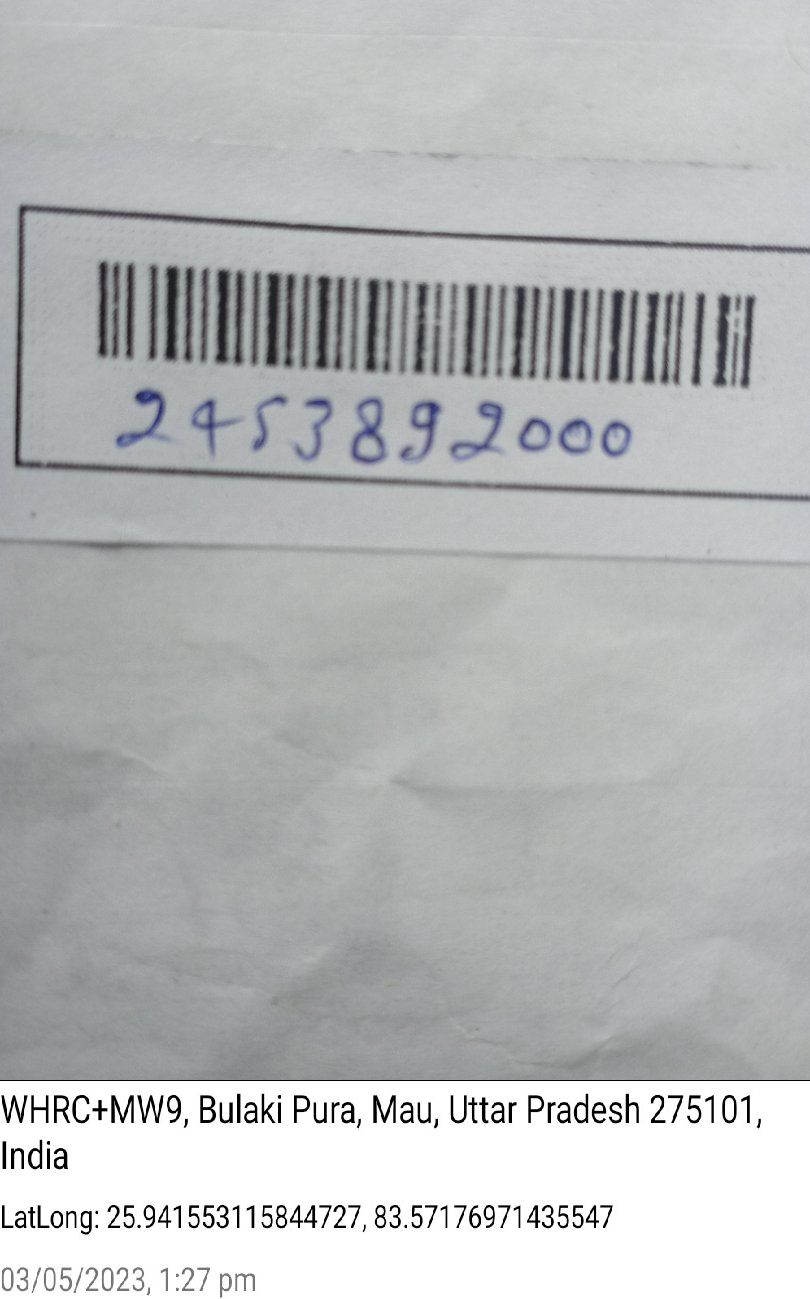 2453892000
WHRC+MW9, Bulaki Pura, Mau, Uttar Pradesh 275101,
India
LatLong: 25.941553115844727, 83.57176971435547
03/05/2023, 1:27 pm